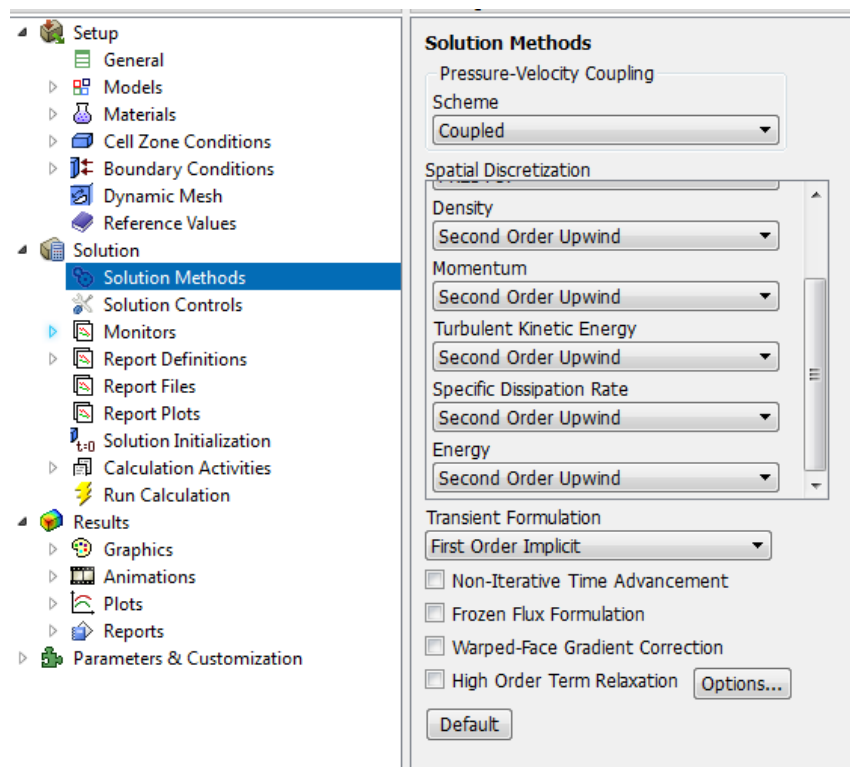 Setup
General
Models
Materials
Cell Zone Conditions
Boundary Conditions
Dynamic Mesh
Reference Values
Solution
Solution Methods
Solution Controls
Monitors
Report Definitions
Report Files
Report Plots
t=0 Solution Initialization
Calculation Activities
Run Calculation
Results
Graphics
Animations
Plots
Reports
Parameters & Customization
Solution Methods
Pressure-Velocity Coupling
Scheme
Coupled
Spatial Discretization
Density
Second Order Upwind
Momentum
Second Order Upwind
Turbulent Kinetic Energy
Second Order Upwind
Specific Dissipation Rate
Second Order Upwind
Energy
Second Order Upwind
Transient Formulation
First Order Implicit
Non-Iterative Time Advancement
Frozen Flux Formulation
Warped-Face Gradient Correction
High Order Term Relaxation Options...
Default